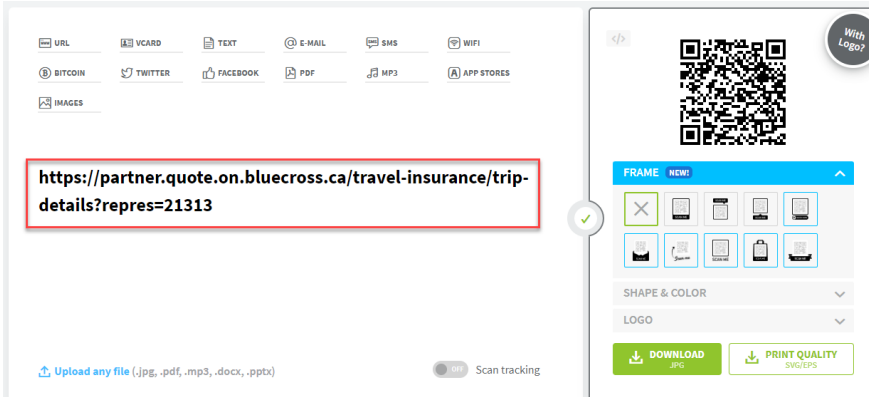 URL
VCARD
TEXT
E-MAIL
SMS
WIFI
BITCOIN
TWITTER
FACEBOOK
PDF
MP3
APP STORES
IMAGES
https://partner.quote.on.bluecross.ca/travel-insurance/trip-
details?repres=21313
Upload any file (.jpg, .pdf, .mp3, .docx, .pptx)
OFF
Scan tracking
</>
With
Logo?
FRAME NEW!
SHAPE & COLOR
LOGO
DOWNLOAD
JPG
PRINT QUALITY
SVG/EPS